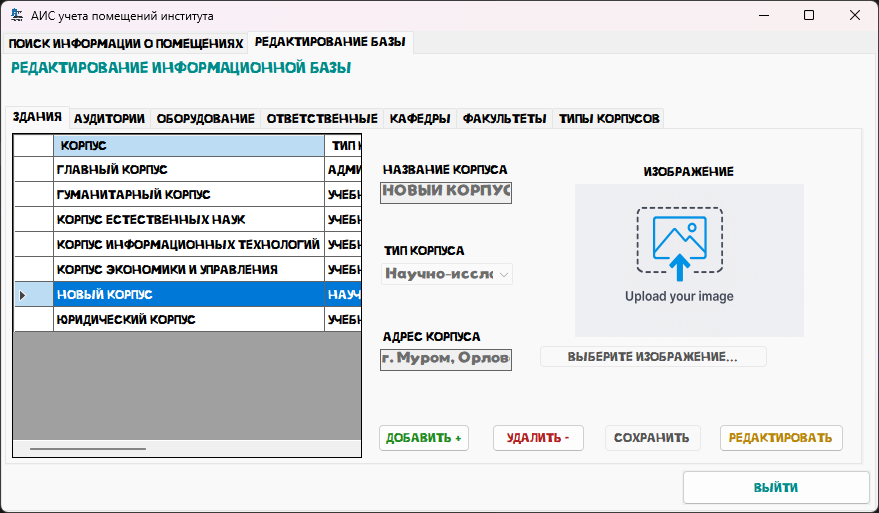 АИС учета помещений института
ПОИСК ИНФОРМАЦИИ О ПОМЕЩЕНИЯХ РЕДАКТИРОВАНИЕ БАЗЫ
РЕДАКТИРОВАНИЕ ИНФОРМАЦИОННОЙ БАЗЫ
ЗДАНИЯ АУДИТОРИИ ОБОРУДОВАНИЕ ОТВЕТСТВЕННЫЕ КАФЕДРЫ ФАКУЛЬТЕТЫ ТИПЫ КОРПУСОВ
КОРПУС ТИП К
ГЛАВНЫЙ КОРПУС АДМИ
ГУМАНИТАРНЫЙ КОРПУС УЧЕБН
КОРПУС ЕСТЕСТВЕННЫХ НАУК УЧЕБН
КОРПУС ИНФОРМАЦИОННЫХ ТЕХНОЛОГИЙ УЧЕБН
КОРПУС ЭКОНОМИКИ И УПРАВЛЕНИЯ УЧЕБН
НОВЫЙ КОРПУС НАУЧ
ЮРИДИЧЕСКИЙ КОРПУС УЧЕБН
НАЗВАНИЕ КОРПУСА
НОВЫЙ КОРПУС
ТИП КОРПУСА
Научно-иссле
АДРЕС КОРПУСА
г. Муром, Орлов
ИЗОБРАЖЕНИЕ
Upload your image
ВЫБЕРИТЕ ИЗОБРАЖЕНИЕ...
ДОБАВИТЬ + УДАЛИТЬ - СОХРАНИТЬ РЕДАКТИРОВАТЬ
ВЫЙТИ